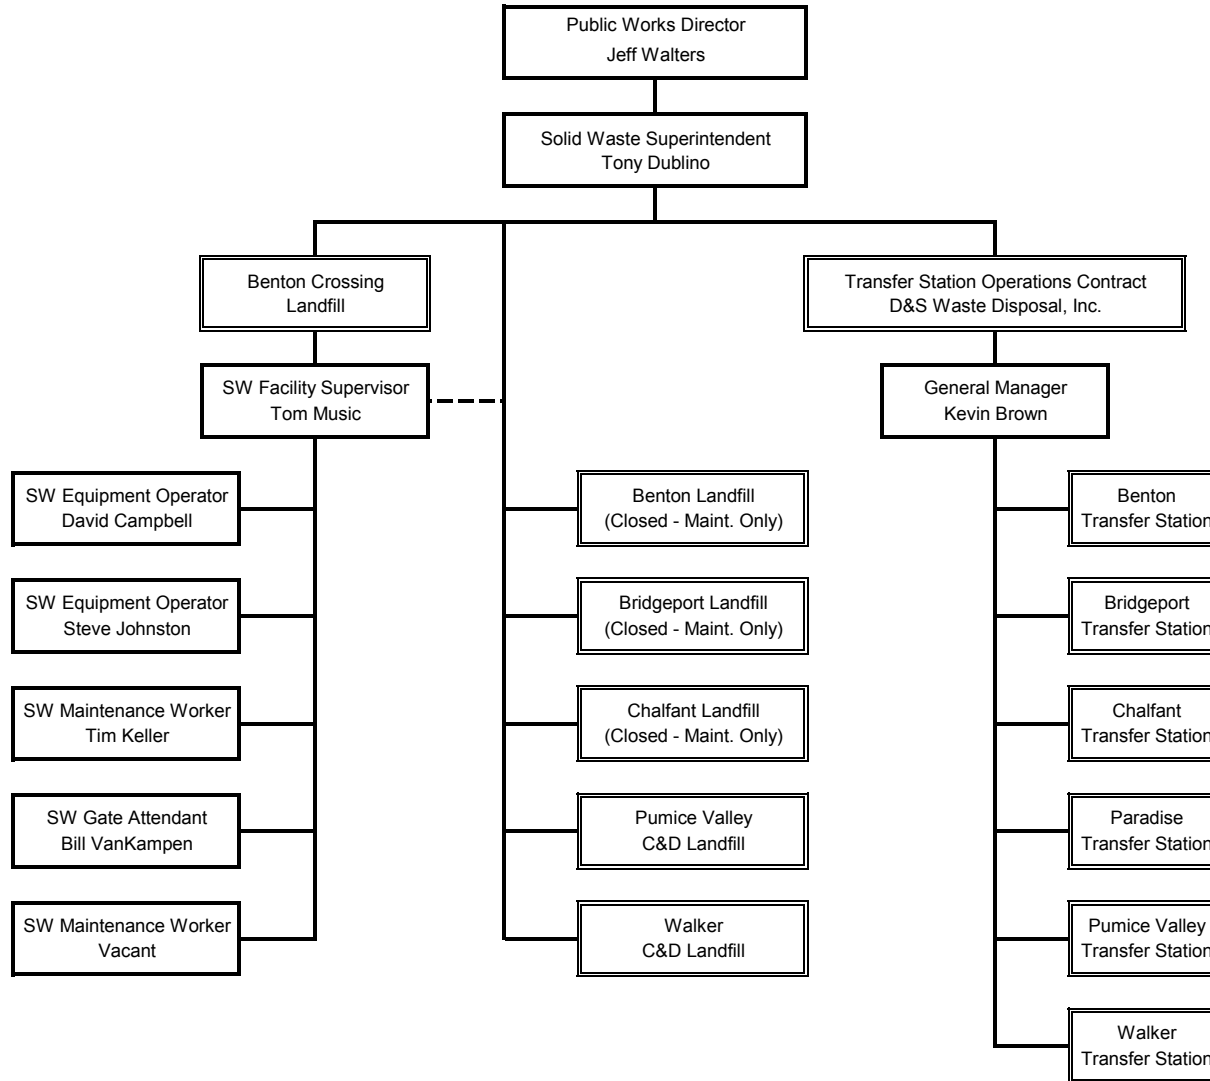 Public Works Director
Jeff Walters
Solid Waste Superintendent
Tony Dublino
Benton Crossing
Landfill
Transfer Station Operations Contract
D&S Waste Disposal, Inc.
SW Facility Supervisor
Tom Music
General Manager
Kevin Brown
SW Equipment Operator
David Campbell
Benton Landfill
(Closed - Maint. Only)
Benton
Transfer Station
SW Equipment Operator
Steve Johnston
Bridgeport Landfill
(Closed - Maint. Only)
Bridgeport
Transfer Station
SW Maintenance Worker
Tim Keller
Chalfant Landfill
(Closed - Maint. Only)
Chalfant
Transfer Station
SW Gate Attendant
Bill VanKampen
Pumice Valley
C&D Landfill
Paradise
Transfer Station
SW Maintenance Worker
Vacant
Walker
C&D Landfill
Pumice Valley
Transfer Station
Walker
Transfer Station